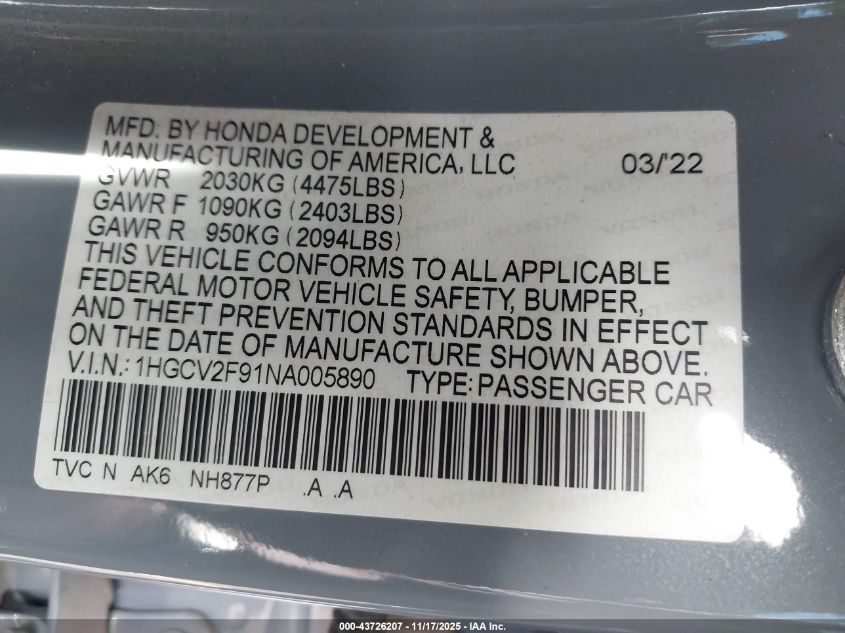 MFD. BY HONDA DEVELOPMENT &
MANUFACTURING OF AMERICA, LLC 03/'22
GVWR 2030KG (4475LBS)
GAWR F 1090KG (2403LBS)
GAWR R 950KG (2094LBS)
THIS VEHICLE CONFORMS TO ALL APPLICABLE
FEDERAL MOTOR VEHICLE SAFETY, BUMPER,
AND THEFT PREVENTION STANDARDS IN EFFECT
ON THE DATE OF MANUFACTURE SHOWN ABOVE.
V.I.N.: 1HGCV2F91NA005890 TYPE: PASSENGER CAR
TVC N AK6 NH877P .A .A
000-43726207 - 11/17/2025 - IAA Inc.